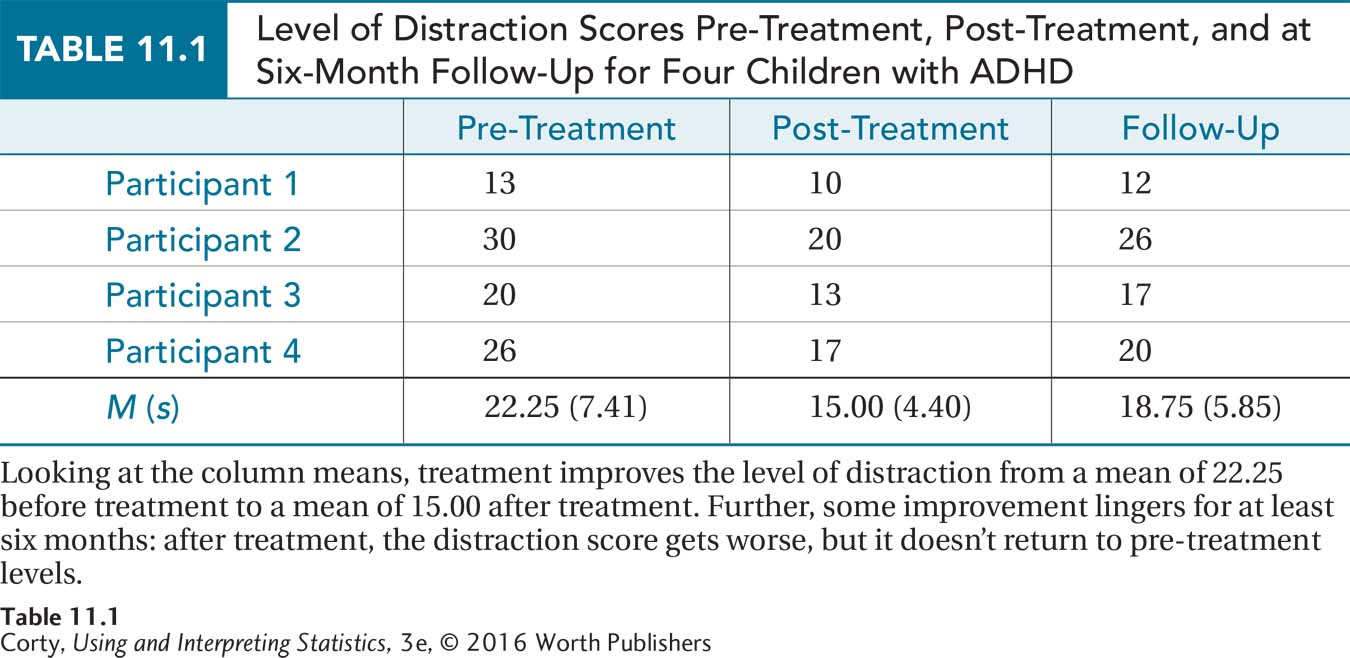 TABLE 11.1
Level of Distraction Scores Pre-Treatment, Post-Treatment, and at
Six-Month Follow-Up for Four Children with ADHD
Pre-Treatment Post-Treatment Follow-Up
Participant 1 13 10 12
Participant 2 30 20 26
Participant 3 20 13 17
Participant 4 26 17 20
M (s) 22.25 (7.41) 15.00 (4.40) 18.75 (5.85)
Looking at the column means, treatment improves the level of distraction from a mean of 22.25
before treatment to a mean of 15.00 after treatment. Further, some improvement lingers for at least
six months: after treatment, the distraction score gets worse, but it doesn’t return to pre-treatment
levels.
Table 11.1
Corty, Using and Interpreting Statistics, 3e, © 2016 Worth Publishers